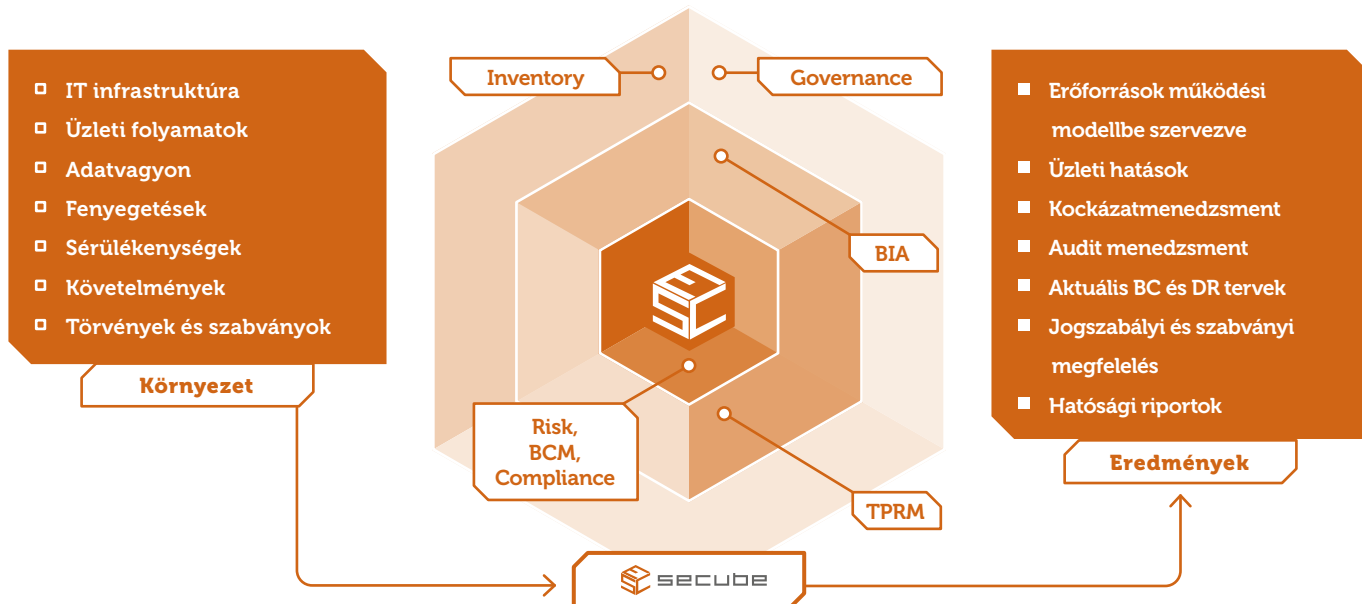 IT infrastruktúra
Üzleti folyamatok
Adatvagyon
Fenyegetések
Sérülékenységek
Követelmények
Törvények és szabványok
Környezet
Inventory
Governance
BIA
Risk,
BCM,
Compliance
TPRM
secube
Erőforrások működési
modellbe szervezve
Üzleti hatások
Kockázatmenedzsment
Audit menedzsment
Aktuális BC és DR tervek
Jogszabályi és szabványi
megfelelés
Hatósági riportok
Eredmények